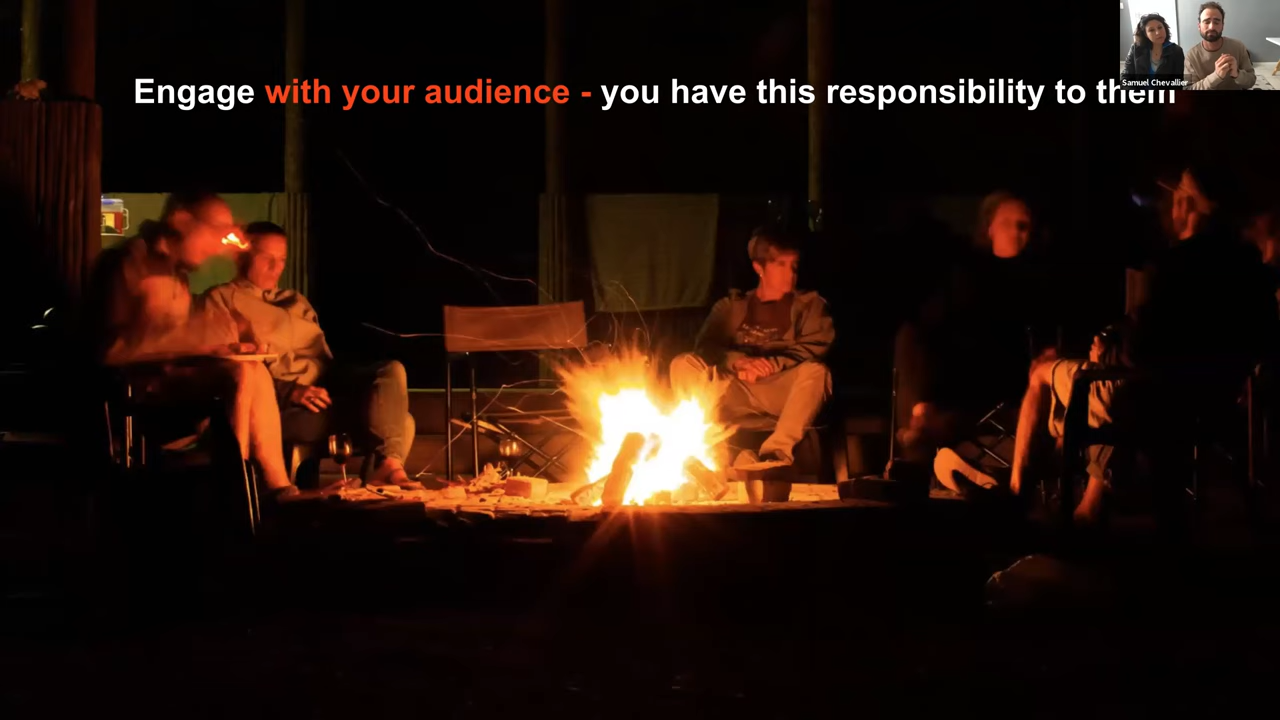 Engage with your audience - you have this responsibility to them
Samuel Chevallier